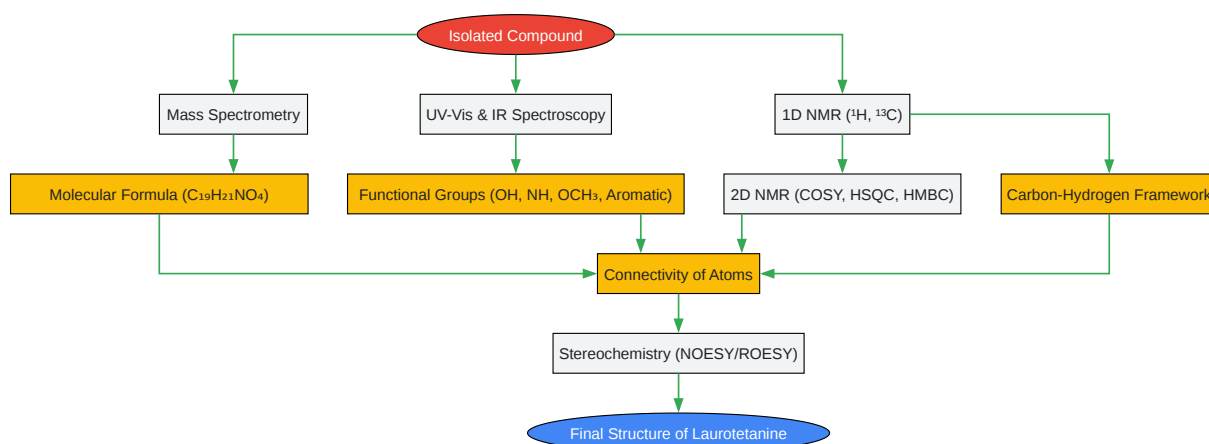 Isolated Compound
Mass Spectrometry
UV-Vis & IR Spectroscopy
1D NMR (¹H, ¹³C)
Molecular Formula (C₁₉H₂₁NO₄)
Functional Groups (OH, NH, OCH₃, Aromatic)
2D NMR (COSY, HSQC, HMBC)
Carbon-Hydrogen Framework
Connectivity of Atoms
Stereochemistry (NOESY/ROESY)
Final Structure of Laurotetanine